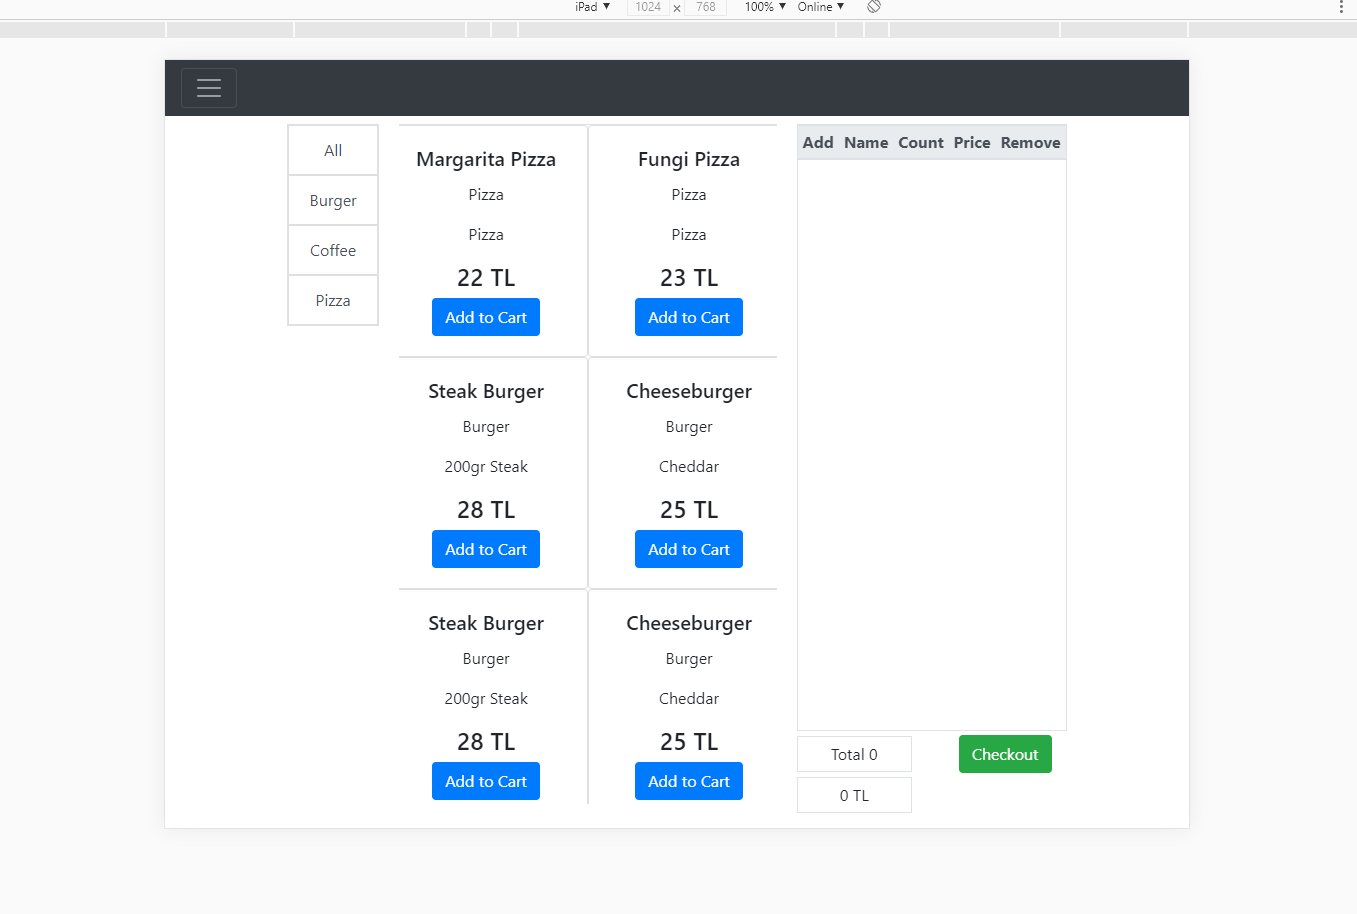 iPad ▼ 1024 x 768 100% ▼ Online ▼
All
Burger
Coffee
Pizza
Margarita Pizza
Pizza
Pizza
22 TL
Add to Cart
Fungi Pizza
Pizza
Pizza
23 TL
Add to Cart
Steak Burger
Burger
200gr Steak
28 TL
Add to Cart
Cheeseburger
Burger
Cheddar
25 TL
Add to Cart
Steak Burger
Burger
200gr Steak
28 TL
Add to Cart
Cheeseburger
Burger
Cheddar
25 TL
Add to Cart
Add Name Count Price Remove
Total 0
Checkout
0 TL